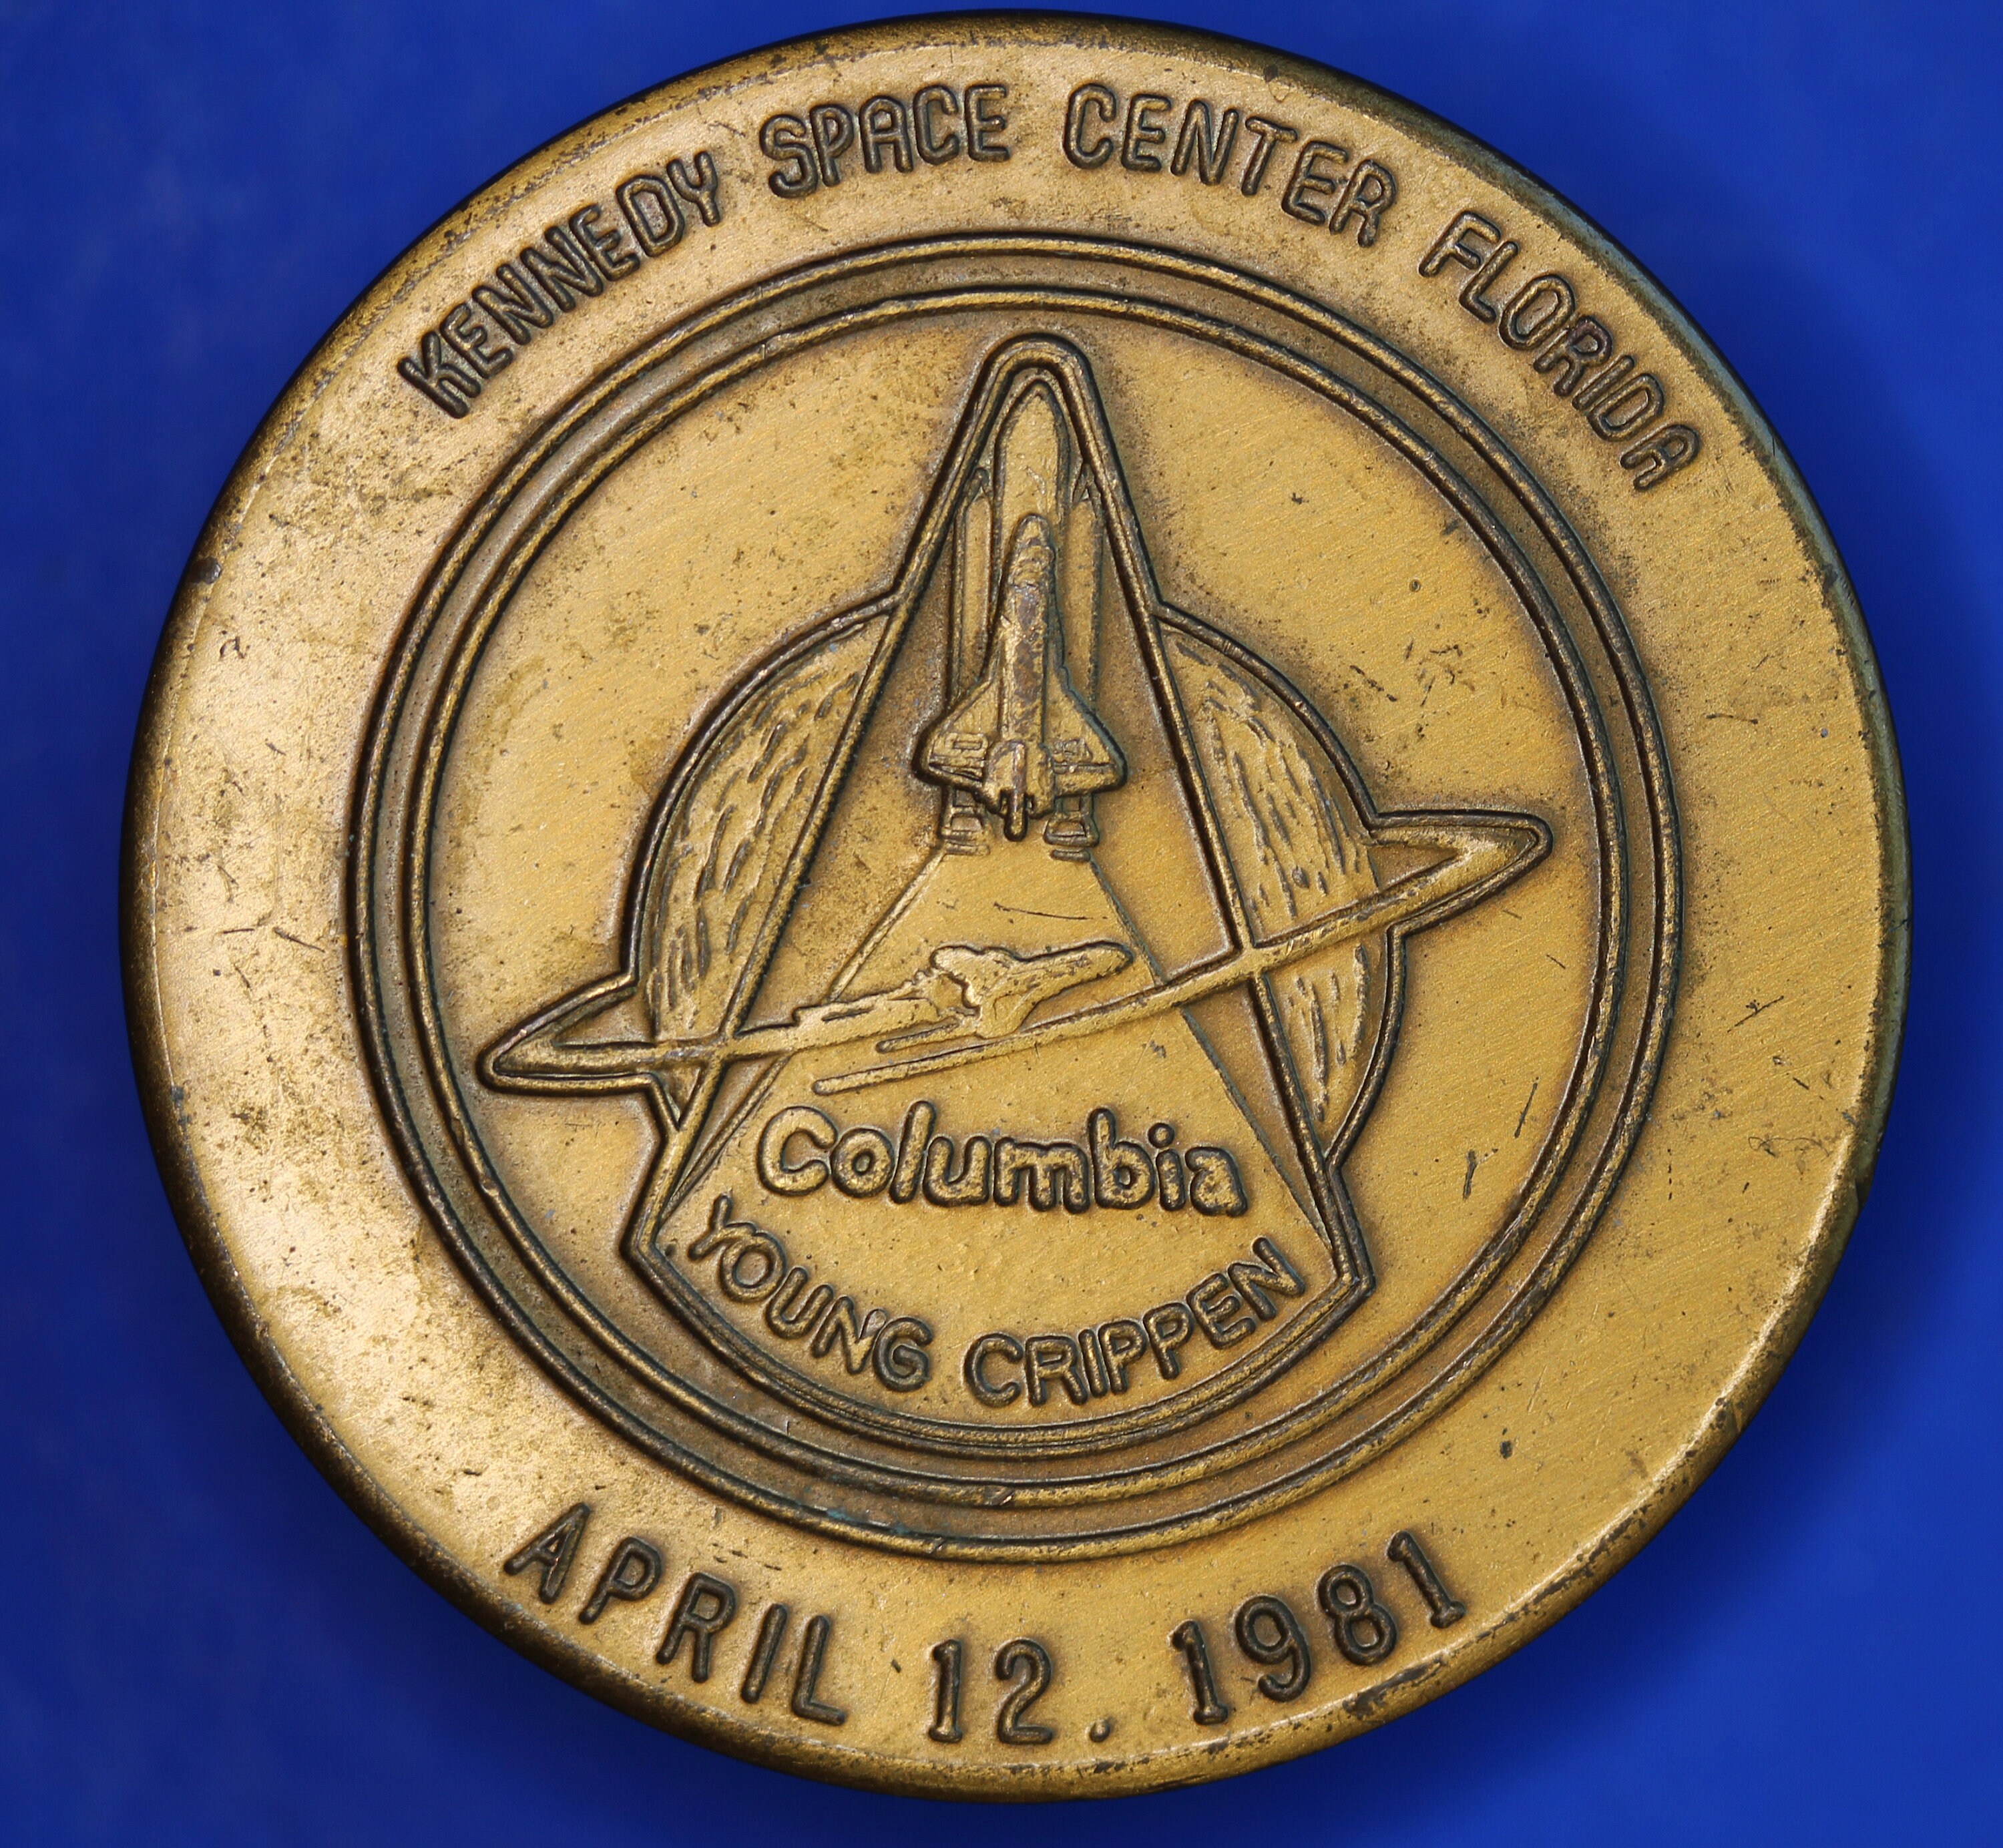 KENNEDY SPACE CENTER FLORIDA
Columbia
YOUNG CRIPPEN
APRIL 12. 1981